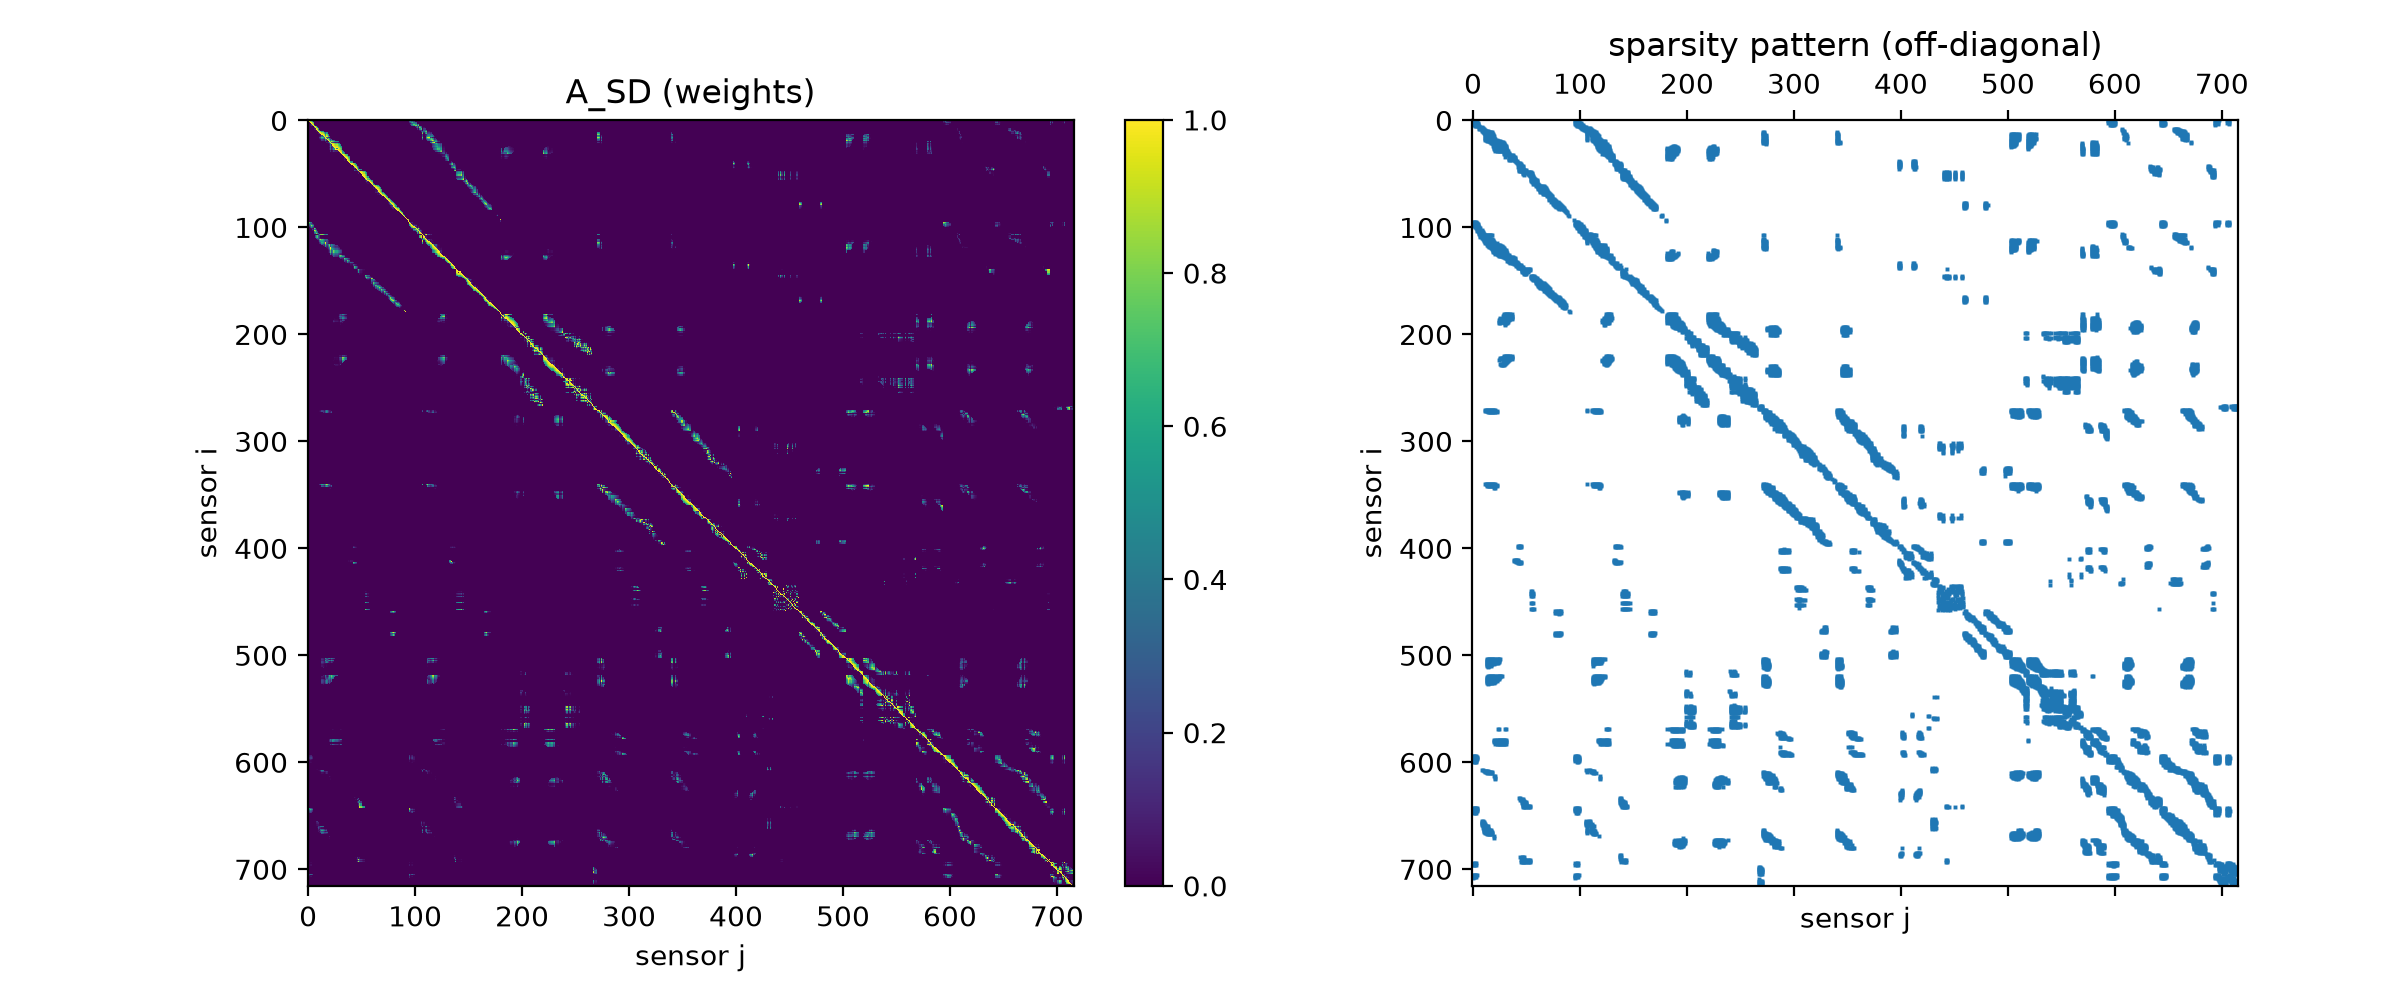 A_SD (weights)
0
100
200
300
400
500
600
700
sensor i
0 100 200 300 400 500 600 700
sensor j
1.0
0.8
0.6
0.4
0.2
0.0
sparsity pattern (off-diagonal)
0 100 200 300 400 500 600 700
0
100
200
300
400
500
600
700
sensor i
sensor j